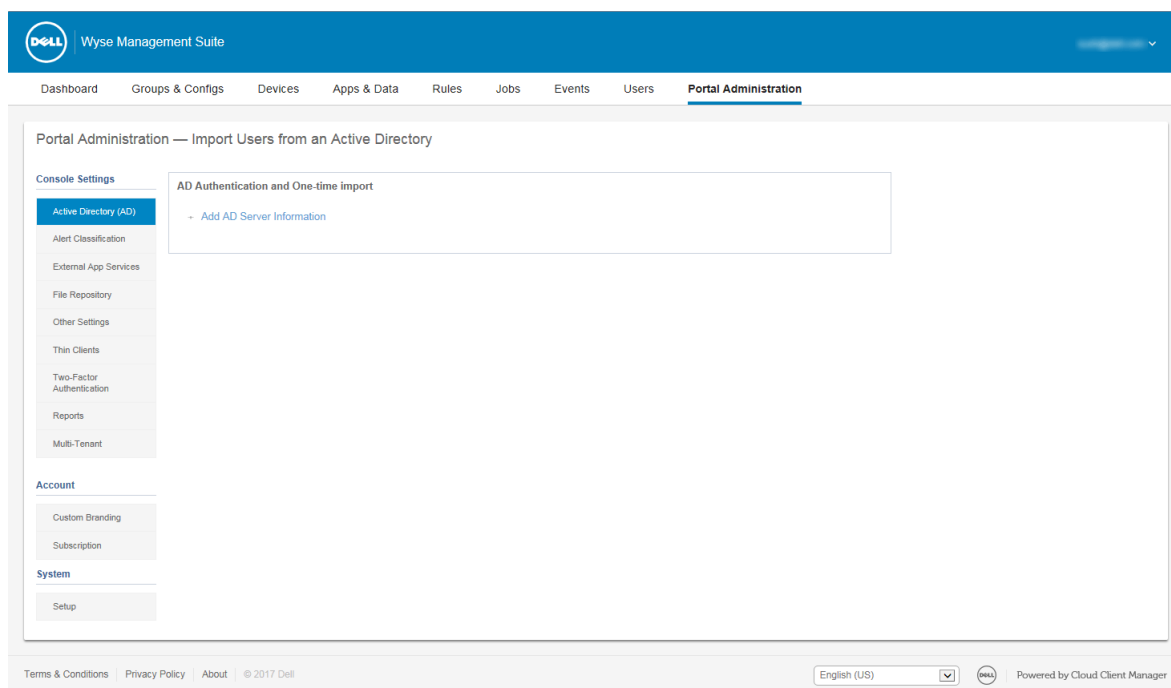 DELL
Wyse Management Suite
Dashboard Groups & Configs Devices Apps & Data Rules Jobs Events Users Portal Administration
Portal Administration — Import Users from an Active Directory
Console Settings
Active Directory (AD)
Alert Classification
External App Services
File Repository
Other Settings
Thin Clients
Two-Factor
Authentication
Reports
Multi-Tenant
Account
Custom Branding
Subscription
System
Setup
AD Authentication and One-time import
+ Add AD Server Information
Terms & Conditions Privacy Policy About © 2017 Dell
English (US)
DELL
Powered by Cloud Client Manager